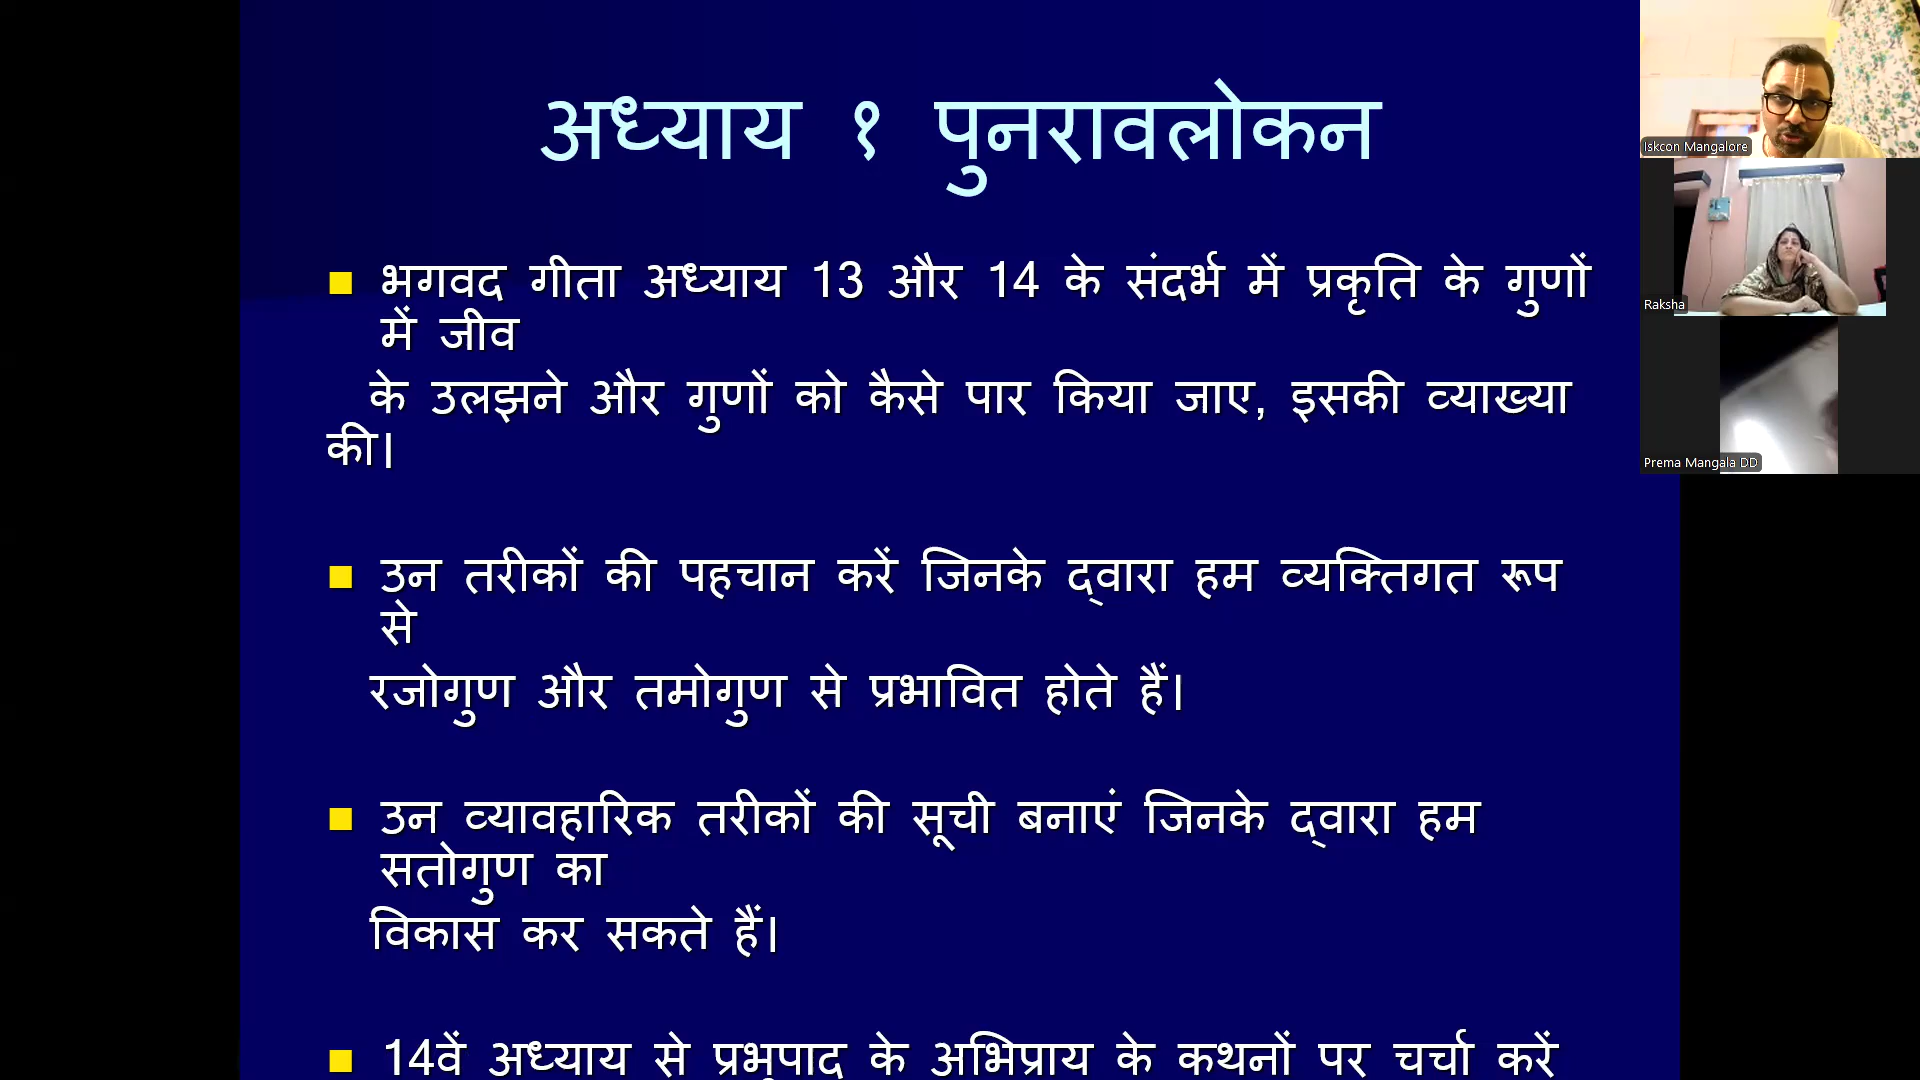 अध्याय १ पुनरावलोकन
भगवद गीता अध्याय 13 और 14 के संदर्भ में प्रकृति के गुणों
में जीव
के उलझने और गुणों को कैसे पार किया जाए, इसकी व्याख्या
की।
उन तरीकों की पहचान करें जिनके द्वारा हम व्यक्तिगत रूप
से
रजोगुण और तमोगुण से प्रभावित होते हैं।
उन व्यावहारिक तरीकों की सूची बनाएं जिनके द्वारा हम
सतोगुण का
विकास कर सकते हैं।
14वें अध्याय से प्रभुपाद के अभिप्राय के कथनों पर चर्चा करें
Iskcon Mangalore
Raksha
Prema Mangala DD